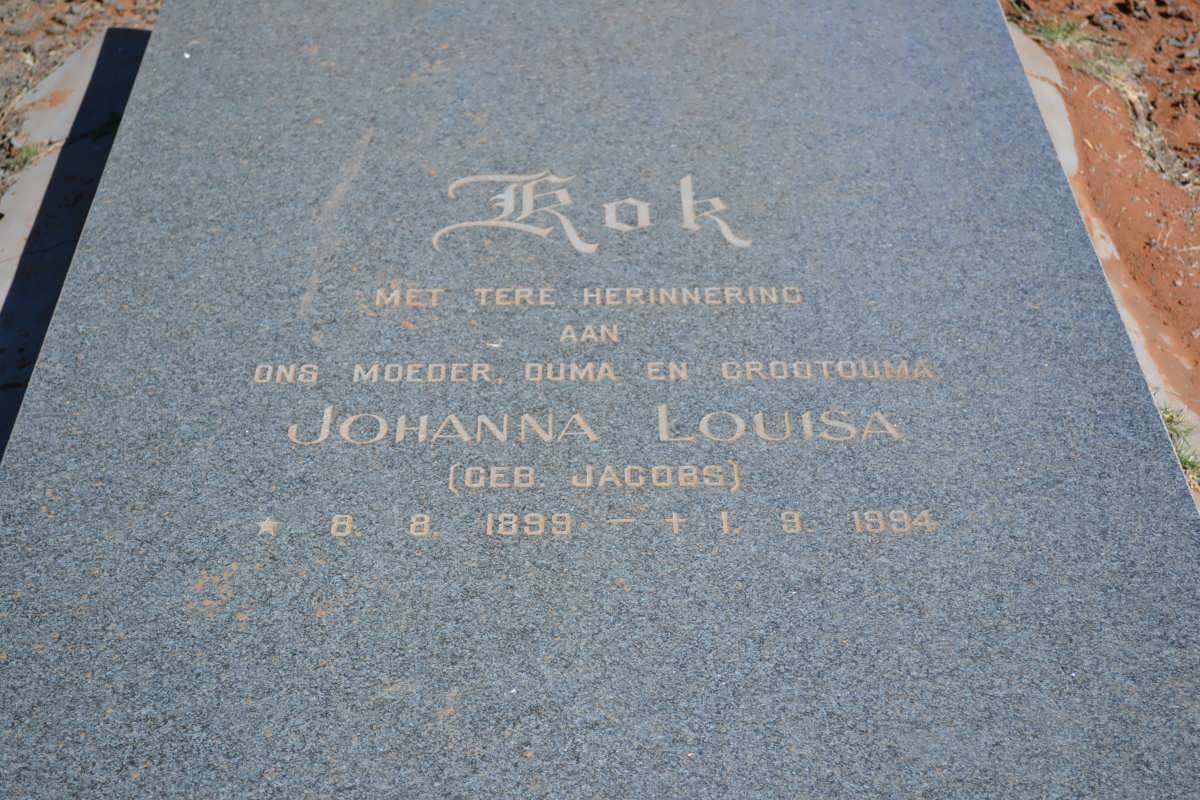 Kok
MET TERE HERINNERING
AAN
ONS MOEDER, OUMA EN GROOTOUMA
JOHANNA LOUISA
(GEB. JACOBS)
★ 8. 8. 1899 – † 1. 9. 1994